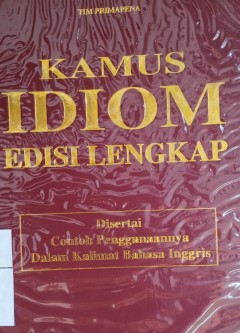 TIM PRIMAPENA
KAMUS
IDIOM
EDISI LENGKAP
Disertai
Contoh Penggunaannya
Dalam Kalimat Bahasa Inggris